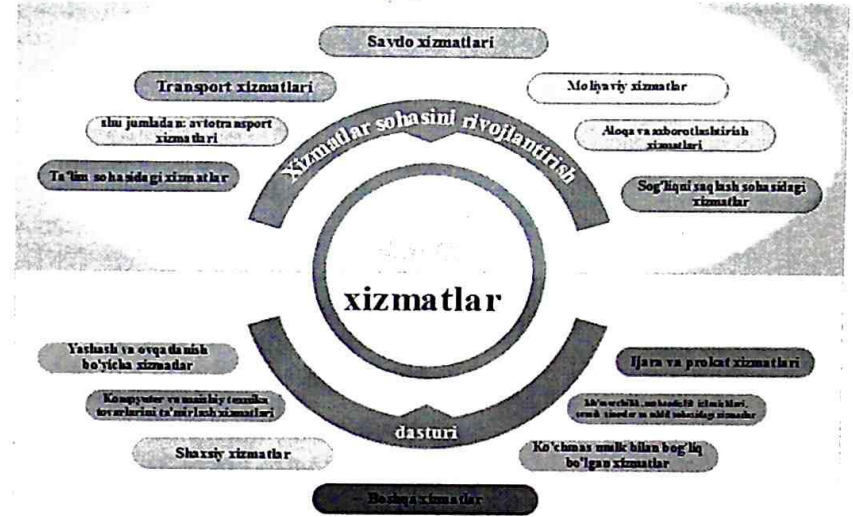 Savdo xizmatlari
Transport xizmatlari
Moliyaviy xizmatlar
shu jumladan: avtotransport
xizmatlari
Aloqa va axborotlashtirish
xizmatlari
Ta'lim sohasidagi xizmatlar
Sog'liqni saqlash sohasidagi
xizmatlar
Xizmatlar sohasini rivojlantirish
xizmatlar
Yashash va ovqatlanish
bo'yicha xizmatlar
Ijara va prokat xizmatlari
Kompyuter va maishiy texnika
tovarlarini ta'mirlash xizmatlari
dasturi
Shaxsiy xizmatlar
Ko'chmas mulk bilan bog'liq
bo'lgan xizmatlar
Boshqa xizmatlar